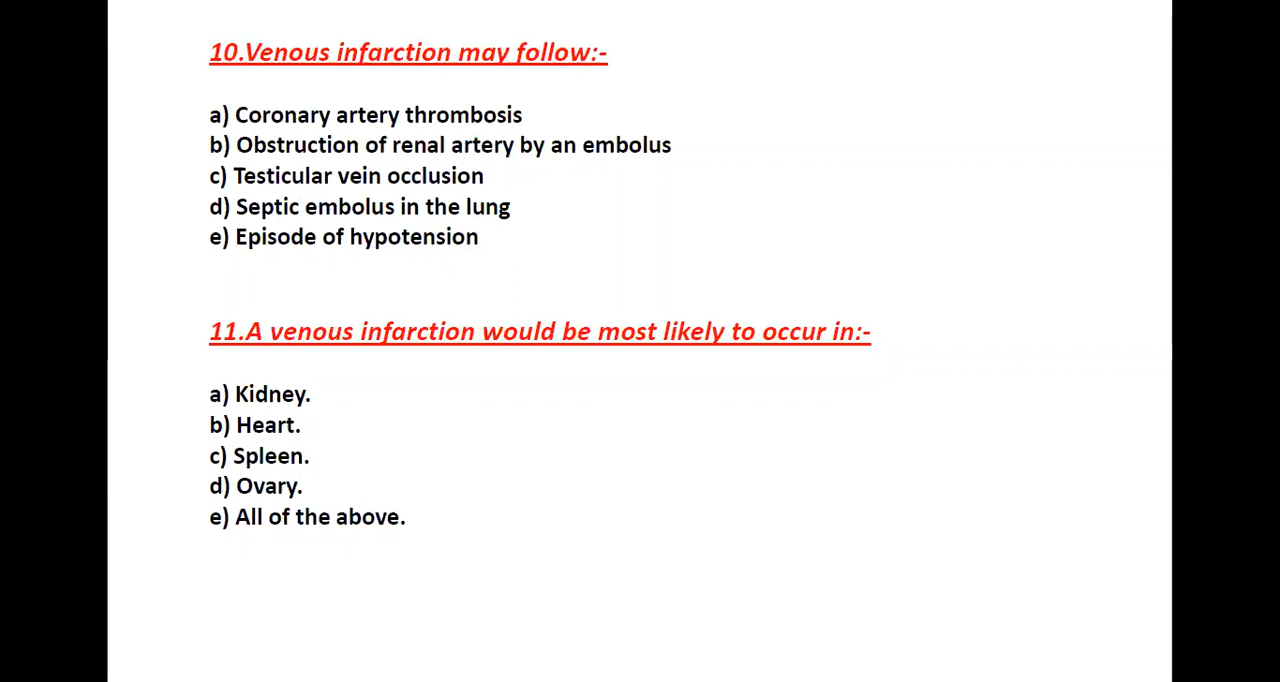 10.Venous infarction may follow:-
a) Coronary artery thrombosis
b) Obstruction of renal artery by an embolus
c) Testicular vein occlusion
d) Septic embolus in the lung
e) Episode of hypotension
11.A venous infarction would be most likely to occur in:-
a) Kidney.
b) Heart.
c) Spleen.
d) Ovary.
e) All of the above.